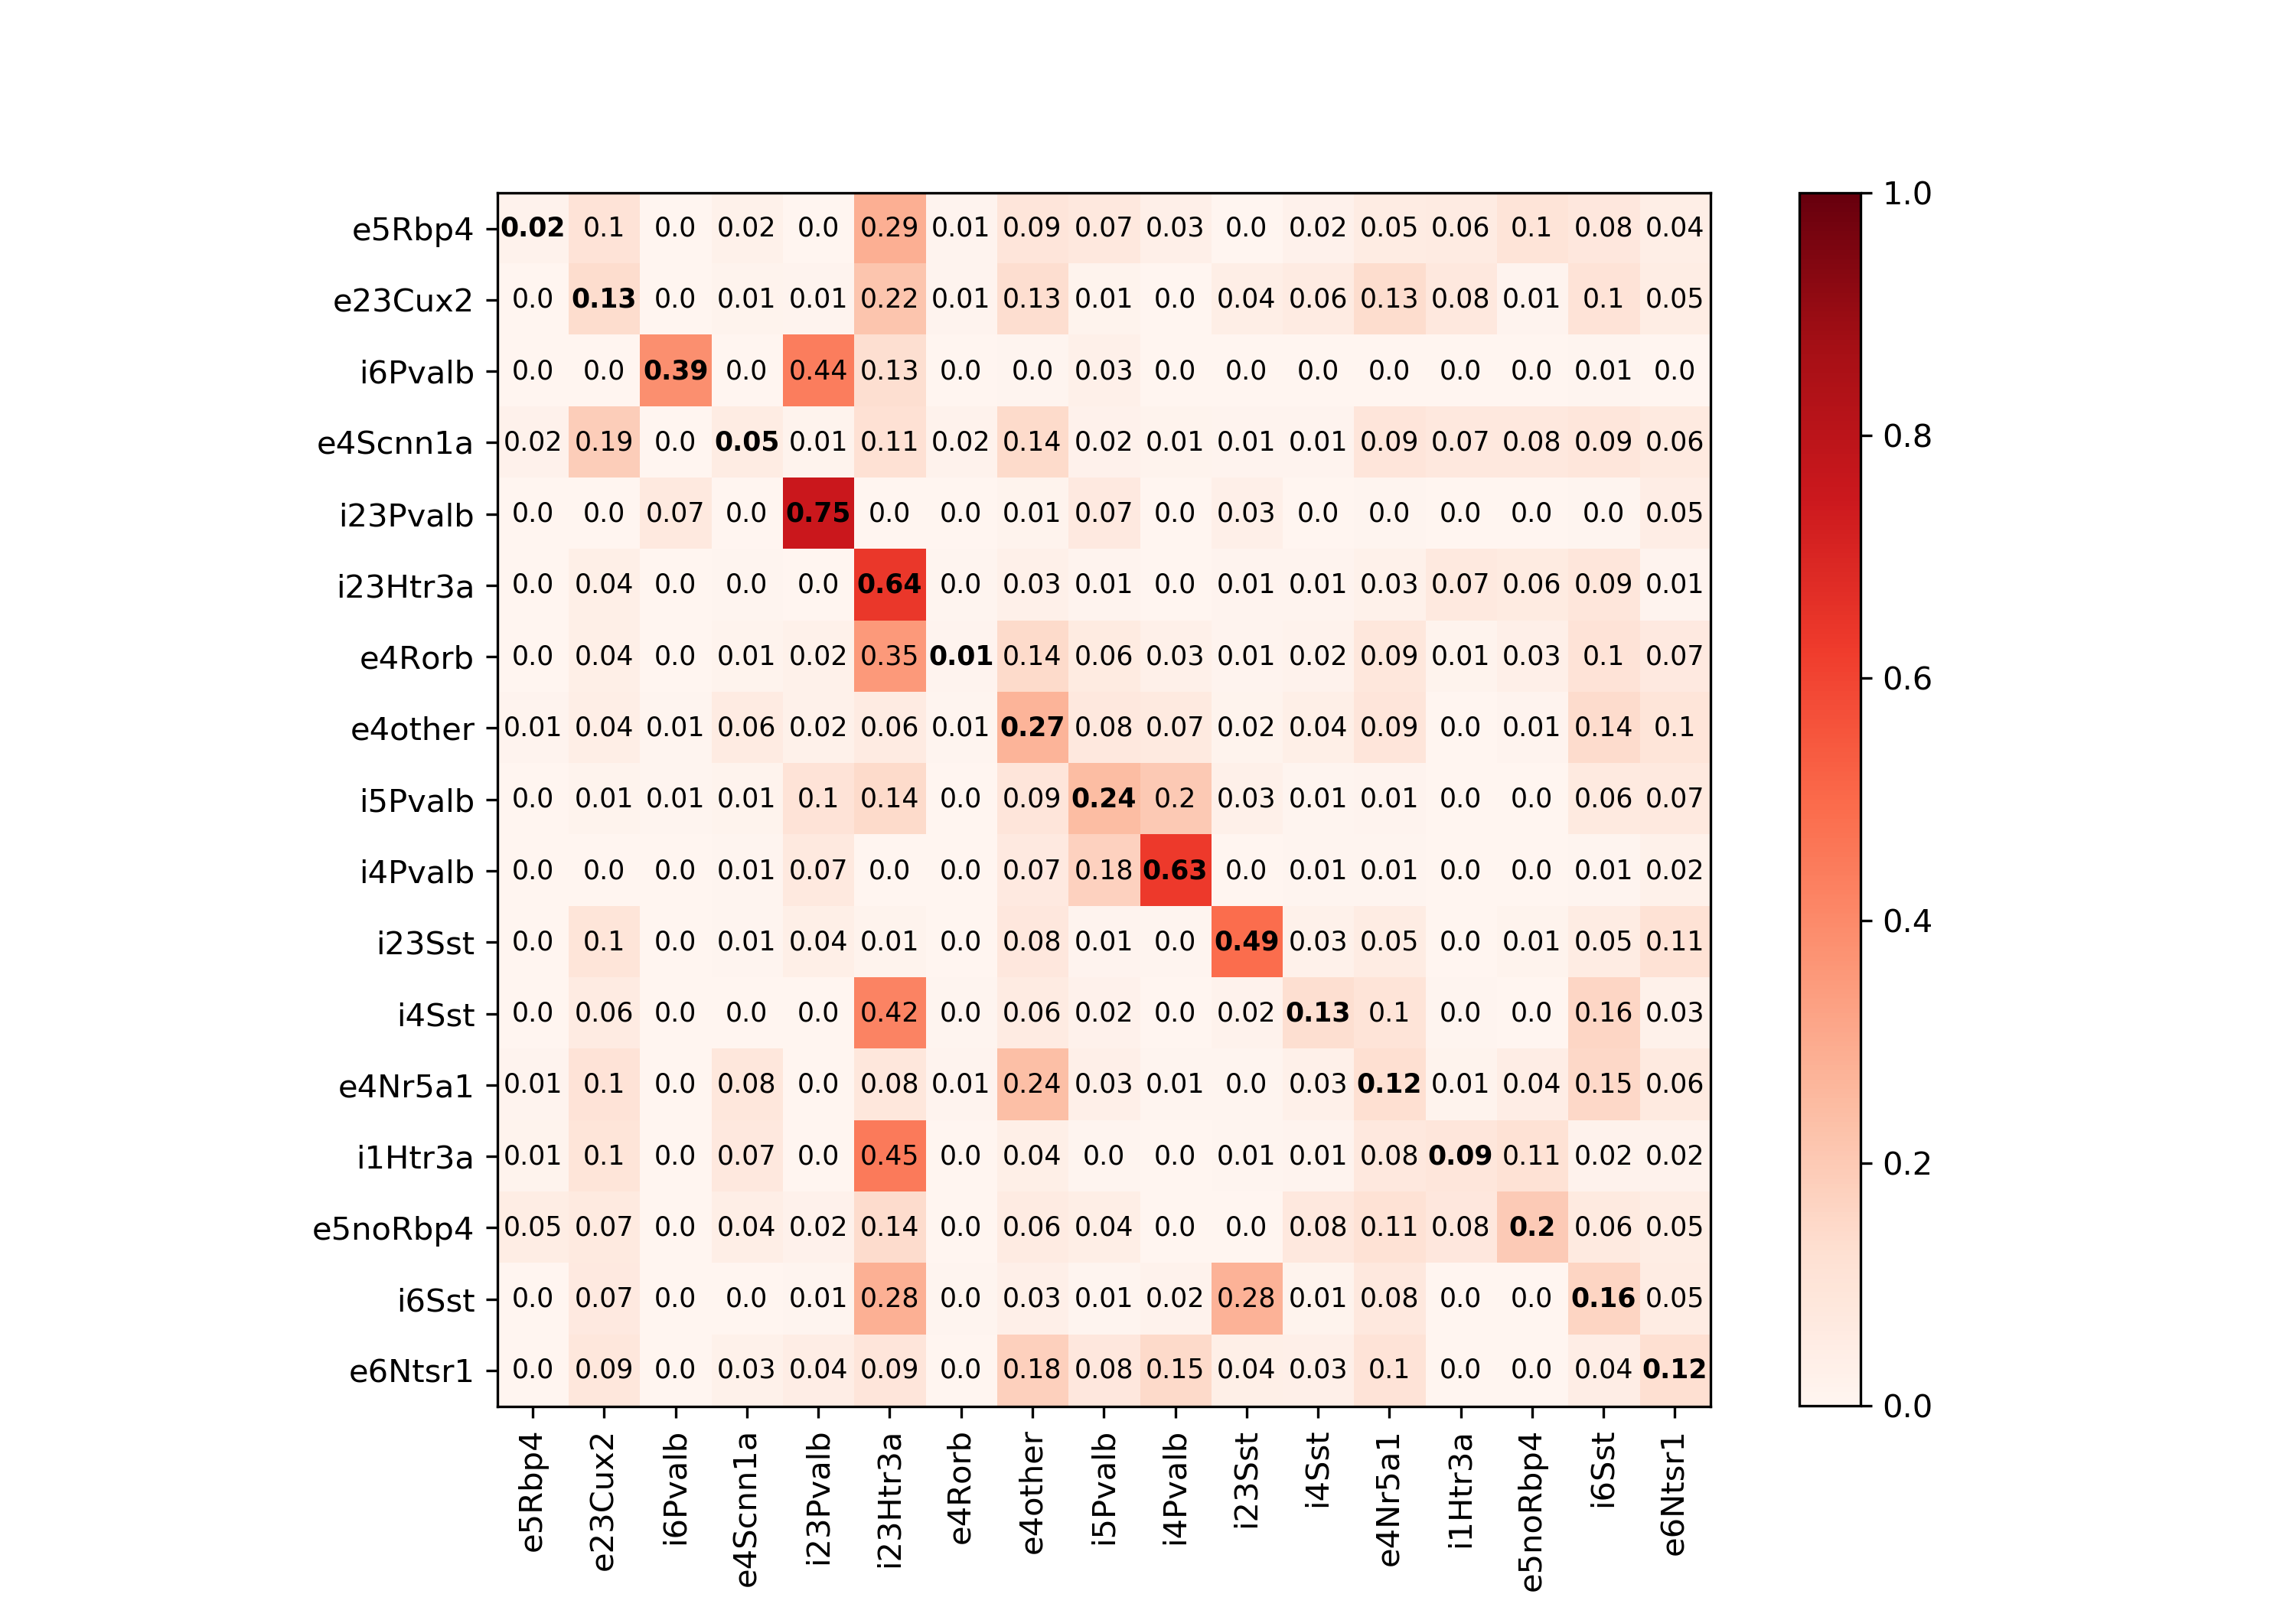 e5Rbp4 0.02 0.1 0.0 0.02 0.0 0.29 0.01 0.09 0.07 0.03 0.0 0.02 0.05 0.06 0.1 0.08 0.04
e23Cux2 0.0 0.13 0.0 0.01 0.01 0.22 0.01 0.13 0.01 0.0 0.04 0.06 0.13 0.08 0.01 0.1 0.05
i6Pvalb 0.0 0.0 0.39 0.0 0.44 0.13 0.0 0.0 0.03 0.0 0.0 0.0 0.0 0.0 0.0 0.01 0.0
e4Scnn1a 0.02 0.19 0.0 0.05 0.01 0.11 0.02 0.14 0.02 0.01 0.01 0.01 0.09 0.07 0.08 0.09 0.06
i23Pvalb 0.0 0.0 0.07 0.0 0.75 0.0 0.0 0.01 0.07 0.0 0.03 0.0 0.0 0.0 0.0 0.0 0.05
i23Htr3a 0.0 0.04 0.0 0.0 0.0 0.64 0.0 0.03 0.01 0.0 0.01 0.01 0.03 0.07 0.06 0.09 0.01
e4Rorb 0.0 0.04 0.0 0.01 0.02 0.35 0.01 0.14 0.06 0.03 0.01 0.02 0.09 0.01 0.03 0.1 0.07
e4other 0.01 0.04 0.01 0.06 0.02 0.06 0.01 0.27 0.08 0.07 0.02 0.04 0.09 0.0 0.01 0.14 0.1
i5Pvalb 0.0 0.01 0.01 0.01 0.1 0.14 0.0 0.09 0.24 0.2 0.03 0.01 0.01 0.0 0.0 0.06 0.07
i4Pvalb 0.0 0.0 0.0 0.01 0.07 0.0 0.0 0.07 0.18 0.63 0.0 0.01 0.01 0.0 0.0 0.01 0.02
i23Sst 0.0 0.1 0.0 0.01 0.04 0.01 0.0 0.08 0.01 0.0 0.49 0.03 0.05 0.0 0.01 0.05 0.11
i4Sst 0.0 0.06 0.0 0.0 0.0 0.42 0.0 0.06 0.02 0.0 0.02 0.13 0.1 0.0 0.0 0.16 0.03
e4Nr5a1 0.01 0.1 0.0 0.08 0.0 0.08 0.01 0.24 0.03 0.01 0.0 0.03 0.12 0.01 0.04 0.15 0.06
i1Htr3a 0.01 0.1 0.0 0.07 0.0 0.45 0.0 0.04 0.0 0.0 0.01 0.01 0.08 0.09 0.11 0.02 0.02
e5noRbp4 0.05 0.07 0.0 0.04 0.02 0.14 0.0 0.06 0.04 0.0 0.0 0.08 0.11 0.08 0.2 0.06 0.05
i6Sst 0.0 0.07 0.0 0.0 0.01 0.28 0.0 0.03 0.01 0.02 0.28 0.01 0.08 0.0 0.0 0.16 0.05
e6Ntsr1 0.0 0.09 0.0 0.03 0.04 0.09 0.0 0.18 0.08 0.15 0.04 0.03 0.1 0.0 0.0 0.04 0.12
e5Rbp4 e23Cux2 i6Pvalb e4Scnn1a i23Pvalb i23Htr3a e4Rorb e4other i5Pvalb i4Pvalb i23Sst i4Sst e4Nr5a1 i1Htr3a e5noRbp4 i6Sst e6Ntsr1
1.0
0.8
0.6
0.4
0.2
0.0